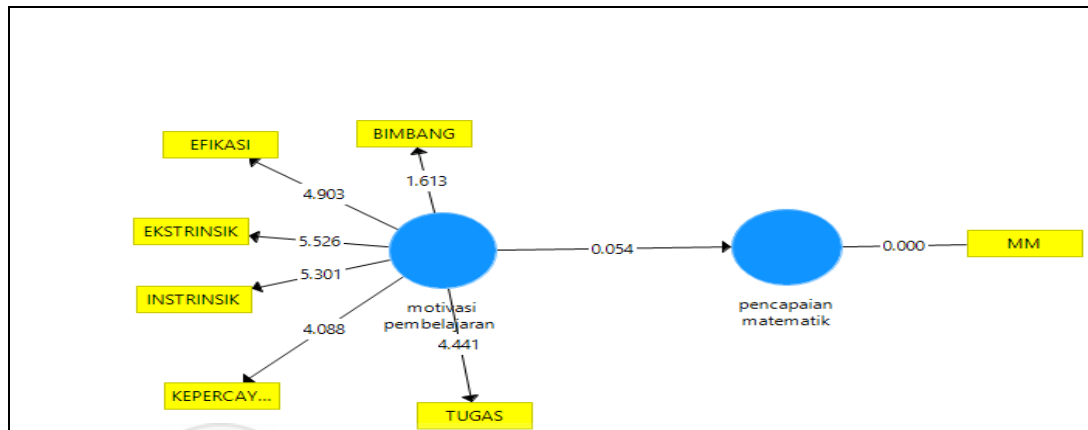 BIMBANG
EFIKASI
1.613
4.903
EKSTRINSIK
5.526
0.054
0.000
MM
5.301
INSTRINSIK
motivasi
pembelajaran
pencapaian
matematik
4.088
4.441
KEPERCAY...
TUGAS